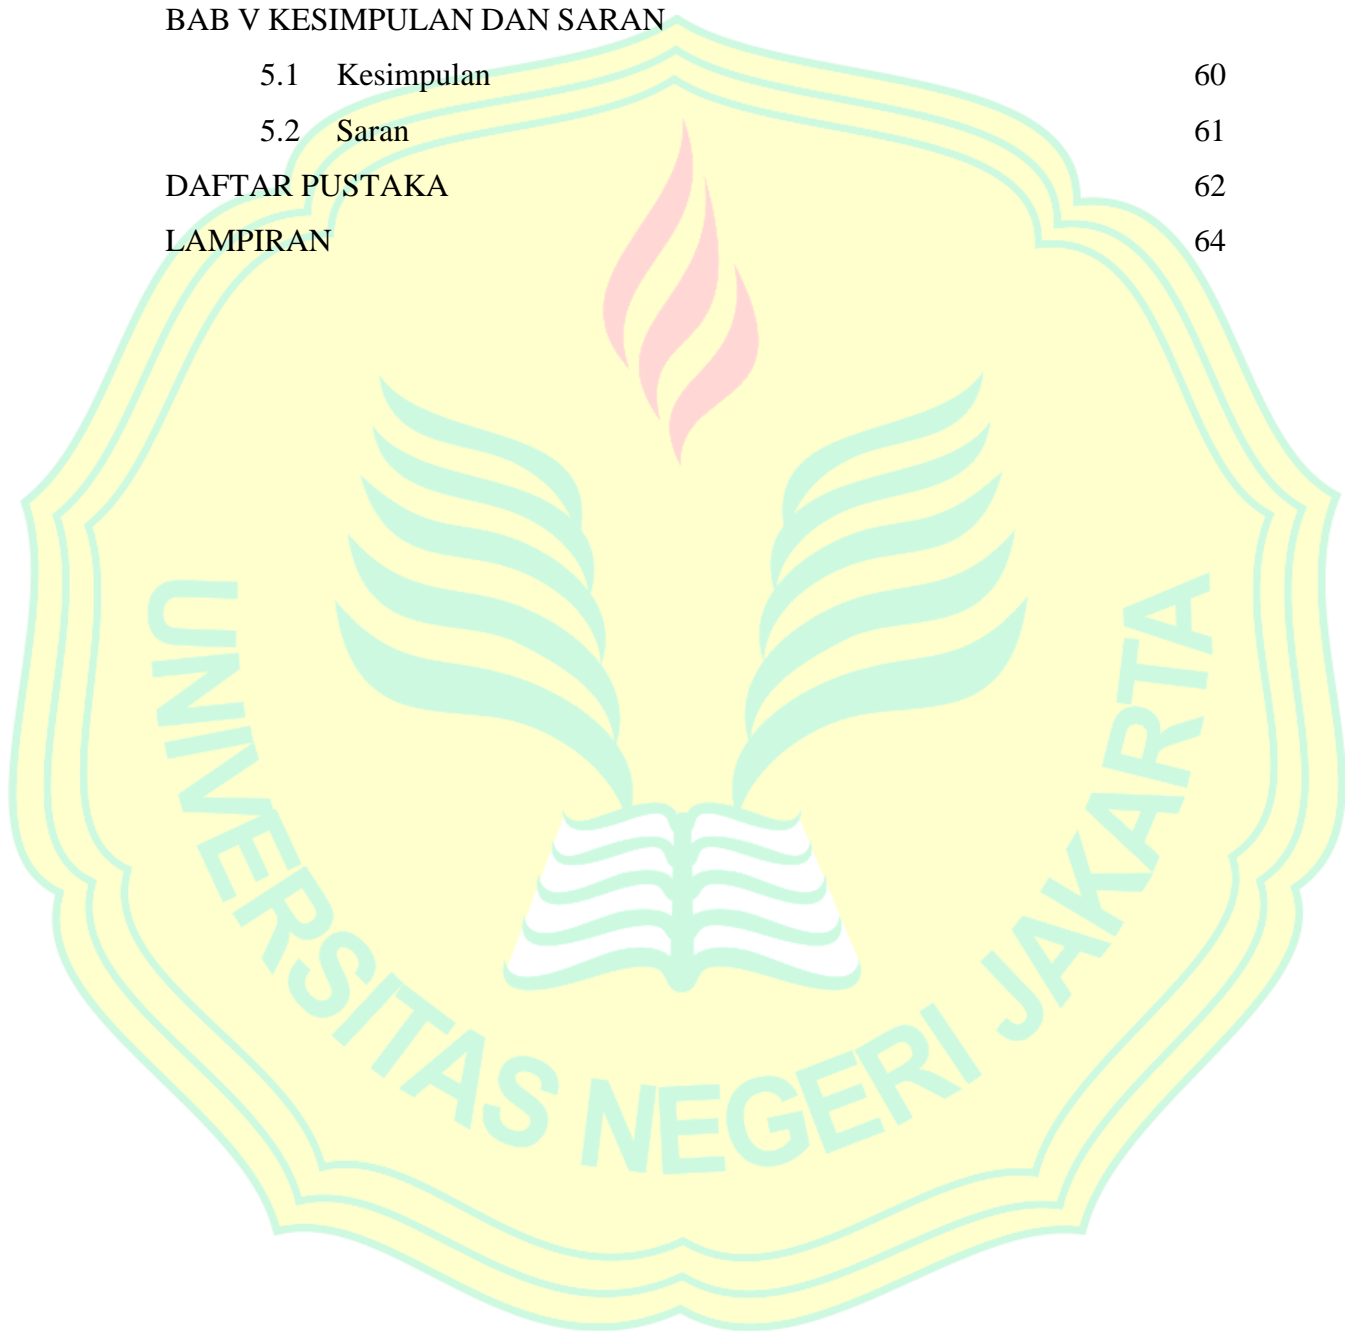 BAB V KESIMPULAN DAN SARAN
5.1 Kesimpulan 60
5.2 Saran 61
DAFTAR PUSTAKA 62
LAMPIRAN 64
UNIVERSITAS NEGERI JAKARTA